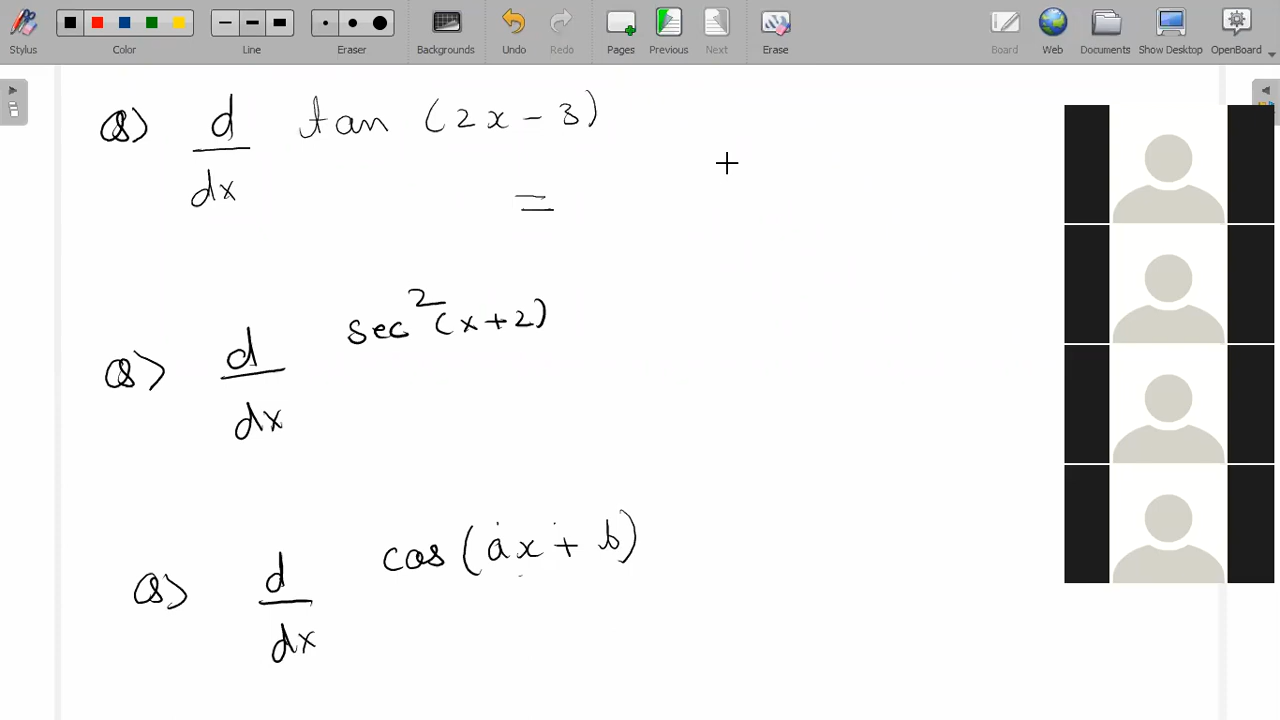 Stylus Color Line Eraser Backgrounds Undo Redo Pages Previous Next Erase Board Web Documents Show Desktop OpenBoard
Q) d/dx tan (2x - 3)
=
Q> d/dx sec²(x+2)
Q> d/dx cos(ax + b)